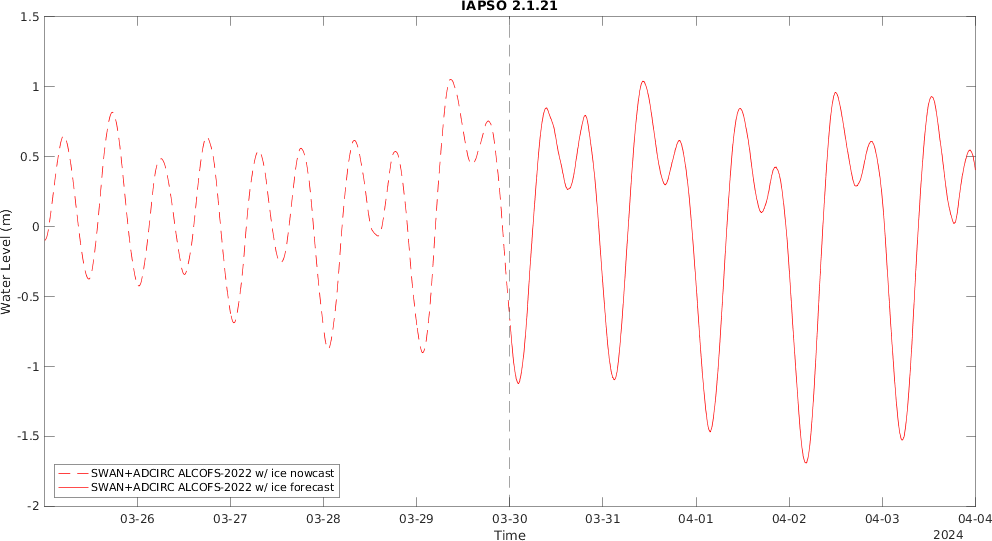 IAPSO 2.1.21
1.5
1
0.5
0
-0.5
-1
-1.5
-2
Water Level (m)
SWAN+ADCIRC ALCOFS-2022 w/ ice nowcast
SWAN+ADCIRC ALCOFS-2022 w/ ice forecast
03-26 03-27 03-28 03-29 03-30 03-31 04-01 04-02 04-03 04-04
Time
2024